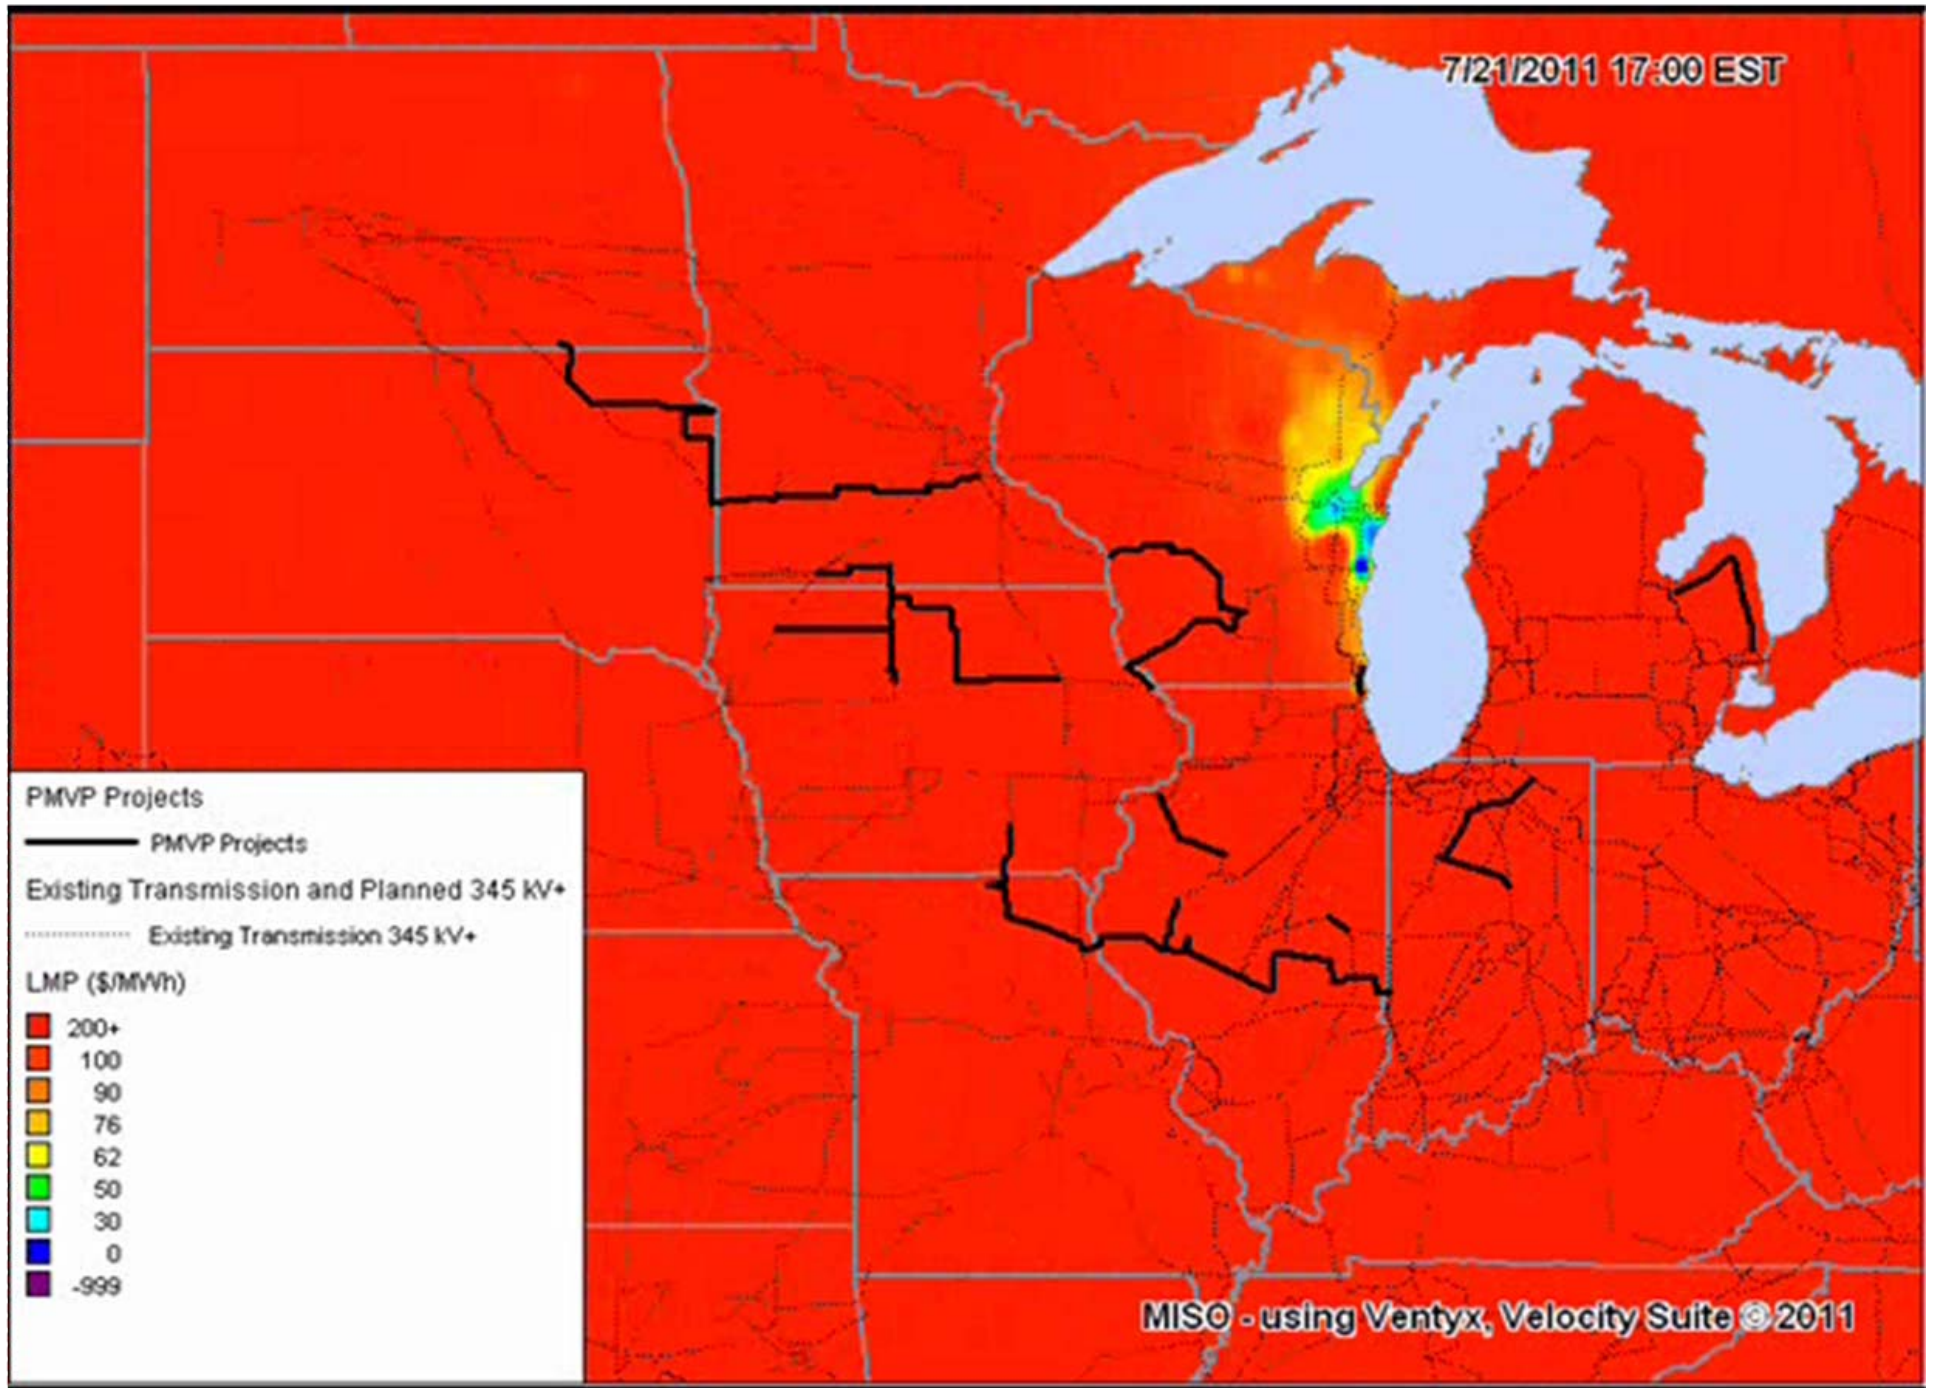 7/21/2011 17:00 EST
PMVP Projects
PMVP Projects
Existing Transmission and Planned 345 kV+
Existing Transmission 345 kV+
LMP ($/MWh)
200+
100
90
76
62
50
30
0
-999
MISO - using Ventyx, Velocity Suite © 2011